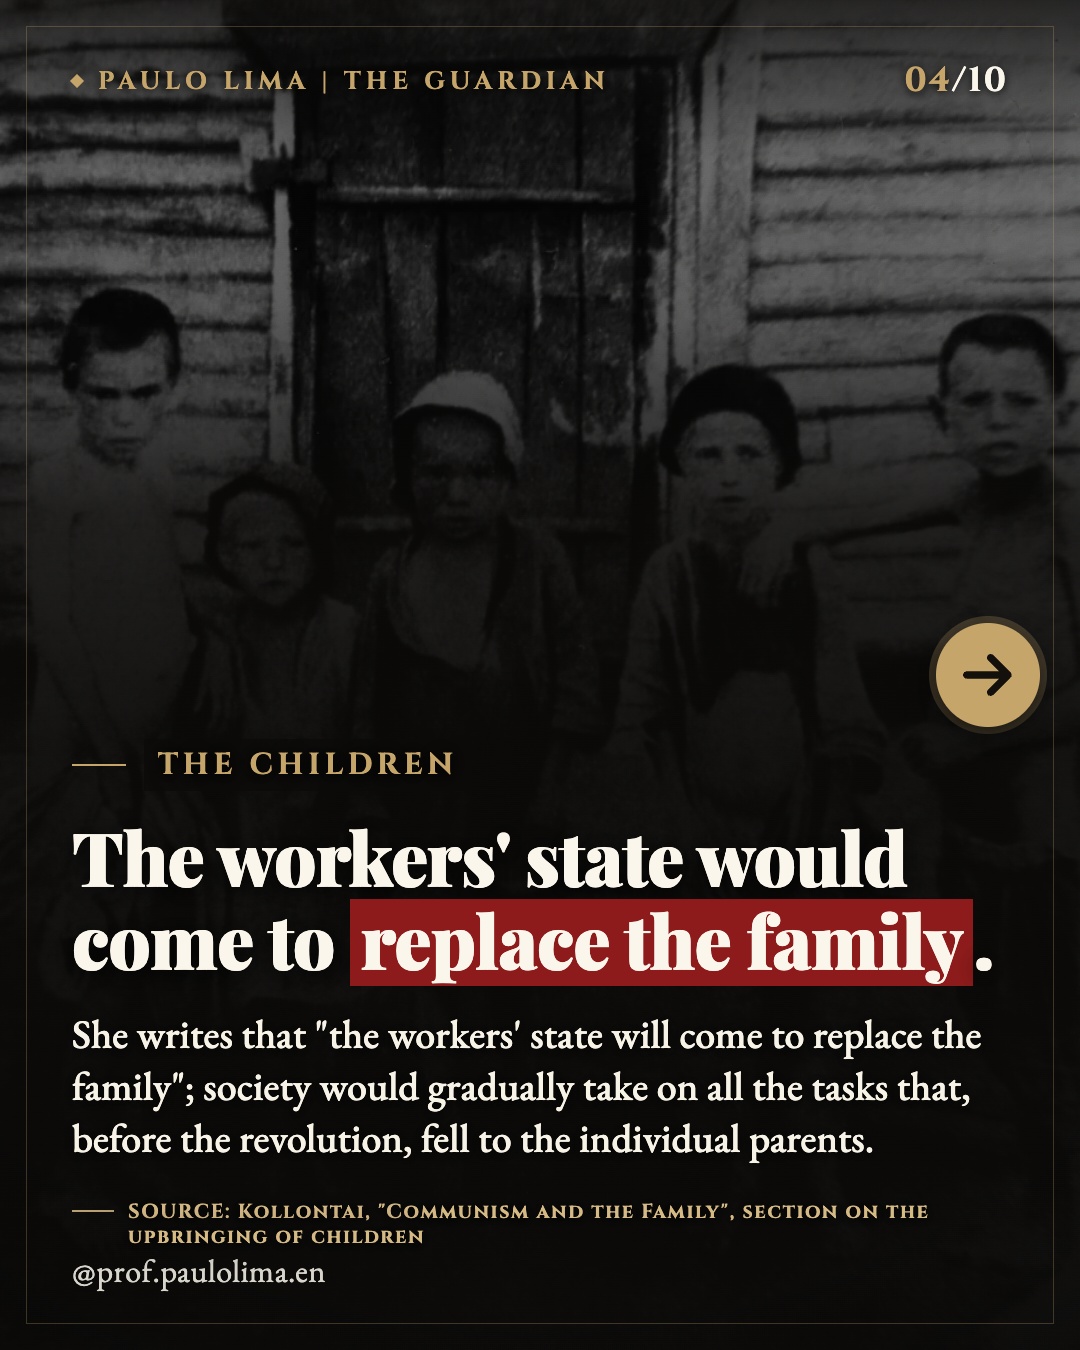 ◆ PAULO LIMA | THE GUARDIAN
04/10
THE CHILDREN
The workers' state would
come to replace the family.
She writes that "the workers' state will come to replace the
family"; society would gradually take on all the tasks that,
before the revolution, fell to the individual parents.
SOURCE: Kollontai, "Communism and the Family", section on the
upbringing of children
@prof.paulolima.en